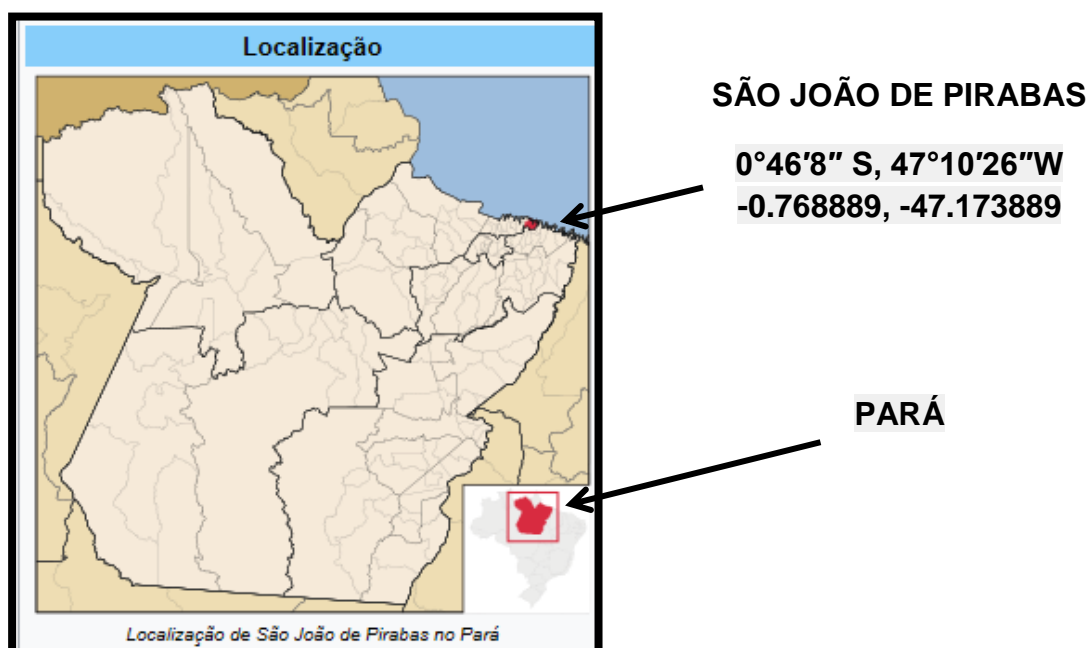 Localização
SÃO JOÃO DE PIRABAS
0°46′8″ S, 47°10′26″W
-0.768889, -47.173889
PARÁ
Localização de São João de Pirabas no Pará